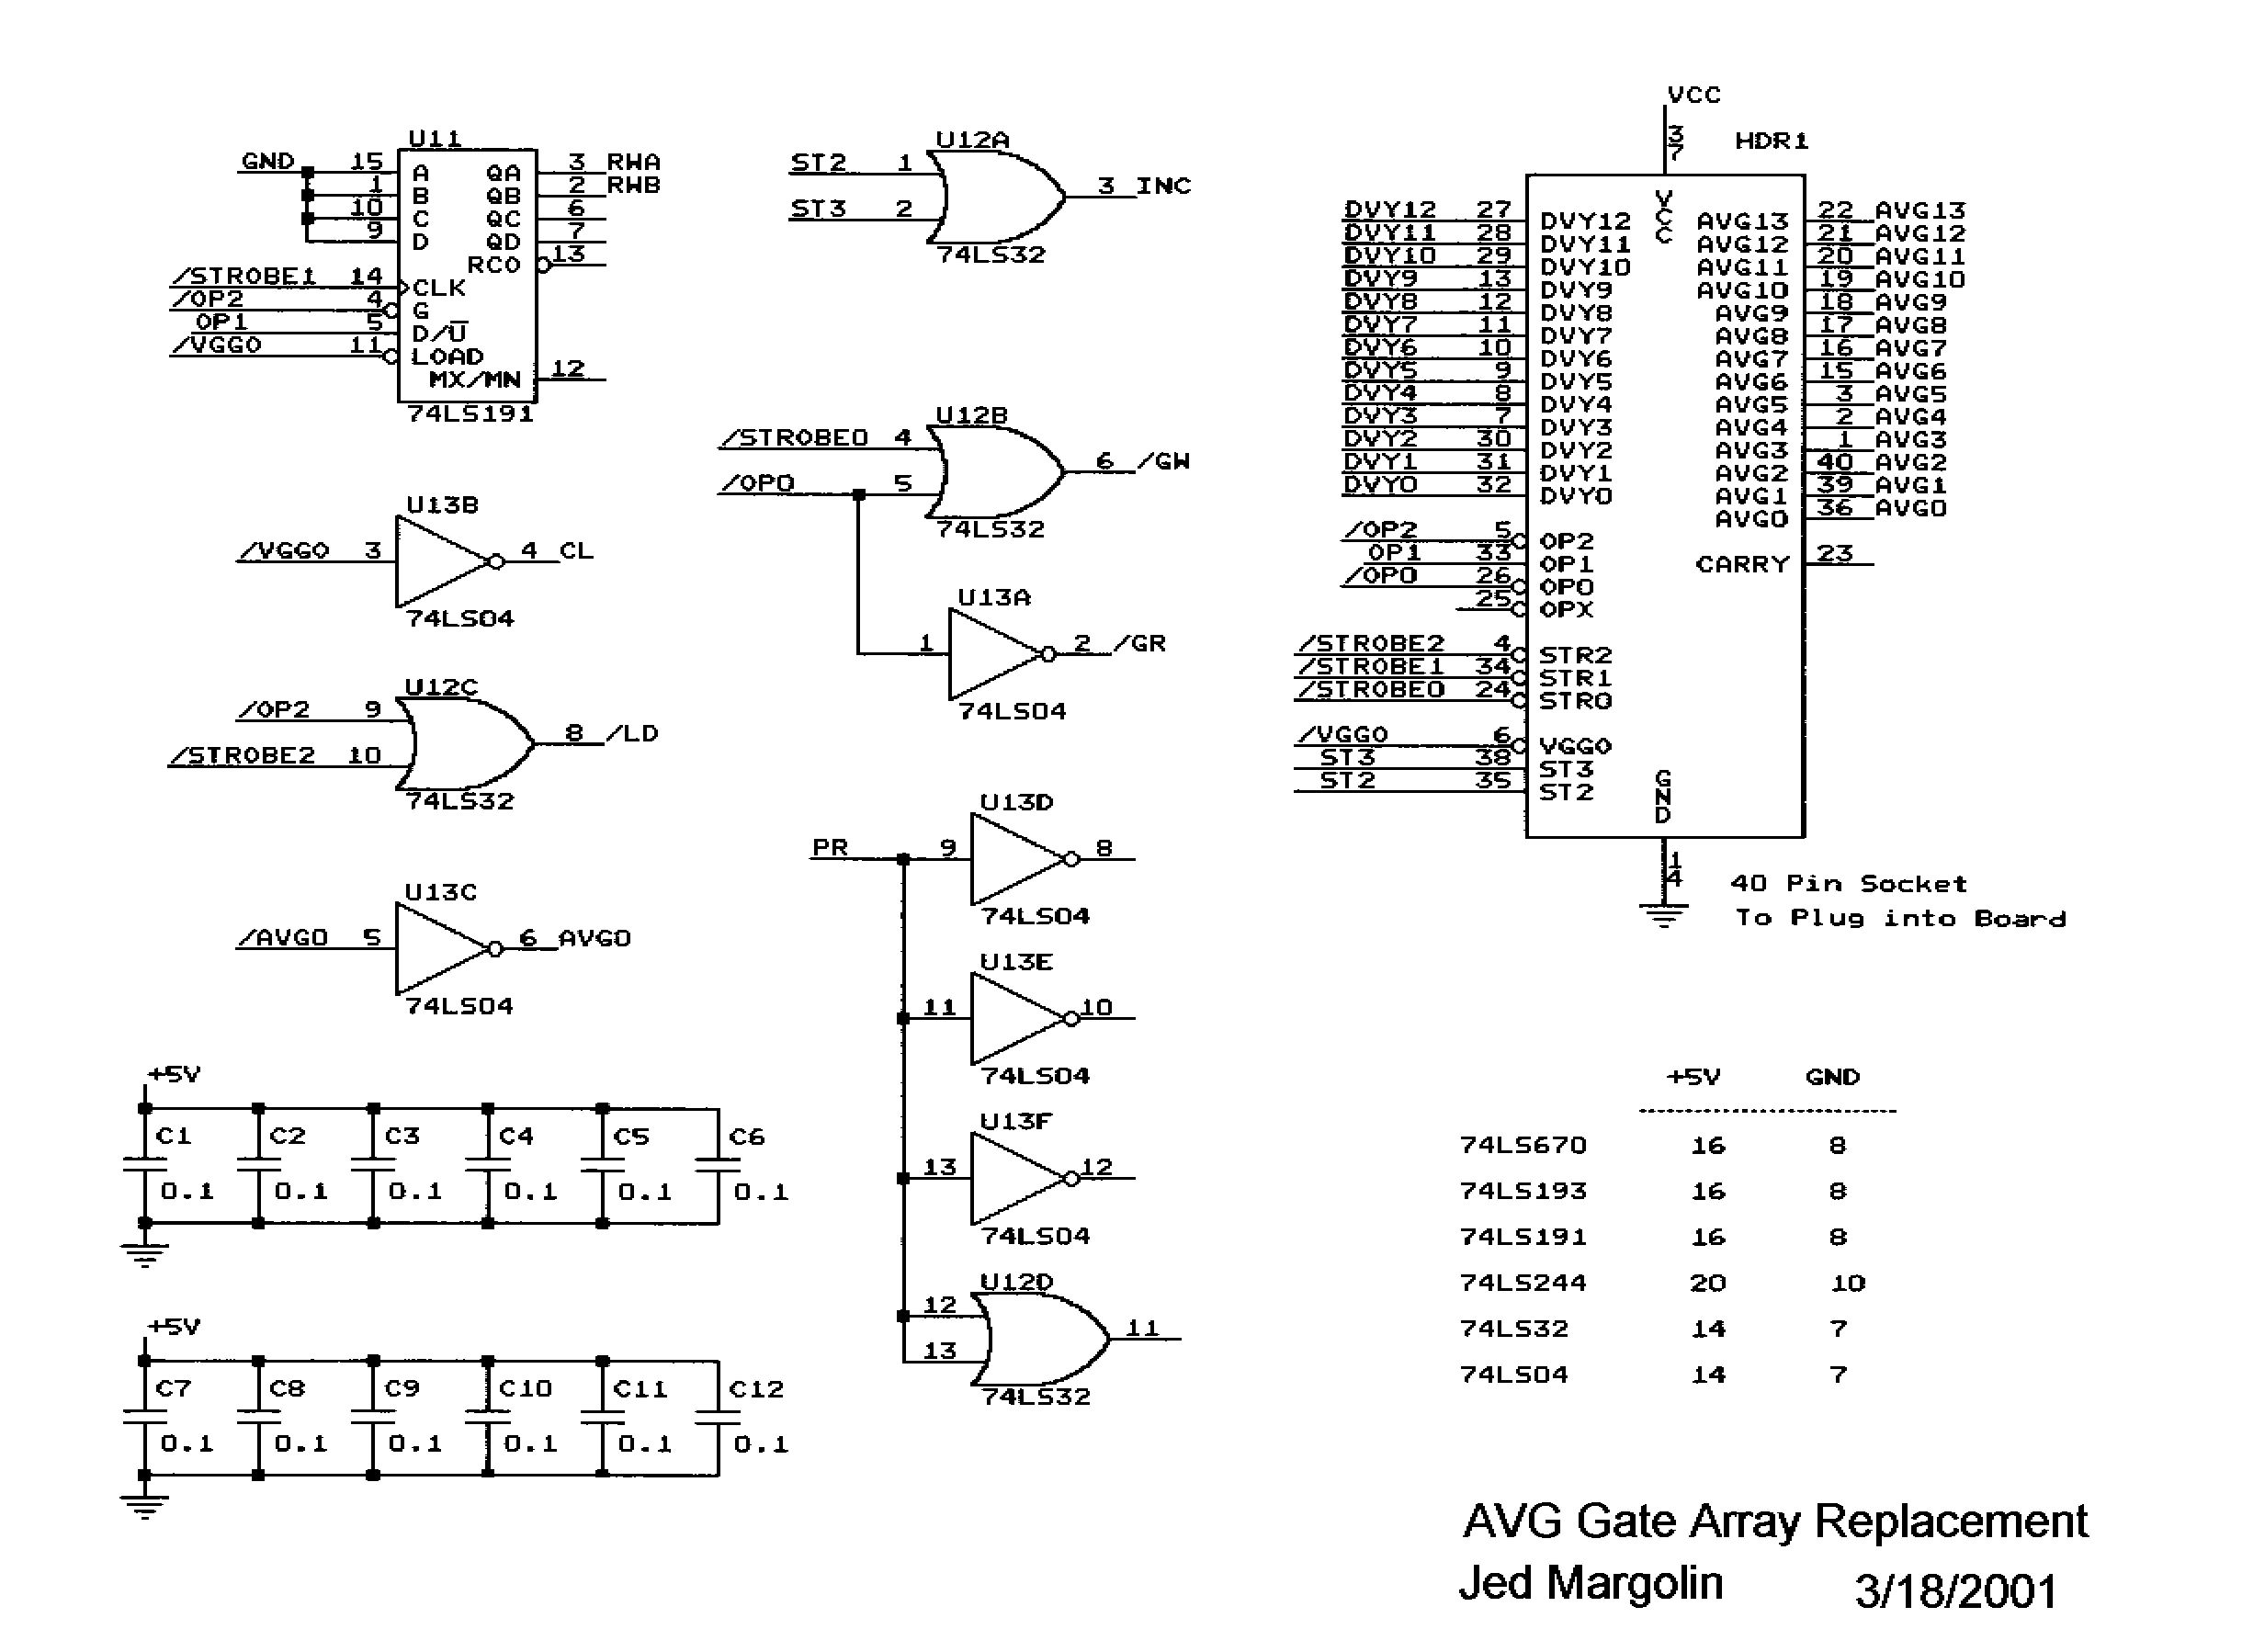 U11
GND 15 A QA 3 RWA
1 B QB 2 RWB
10 C QC 6
9 D QD 7
RCO 13
/STROBE1 14 CLK
/OP2 4 G
OP1 5 D/U̅
/VGGO 11 LOAD
MX/MN 12
74LS191
U13B
/VGGO 3 4 CL
74LS04
U12C
/OP2 9
8 /LD
/STROBE2 10
74LS32
U13C
/AVGO 5 6 AVGO
74LS04
+5V
C1 C2 C3 C4 C5 C6
0.1 0.1 0.1 0.1 0.1 0.1
+5V
C7 C8 C9 C10 C11 C12
0.1 0.1 0.1 0.1 0.1 0.1
U12A
ST2 1
3 INC
ST3 2
74LS32
U12B
/STROBE0 4
6 /GW
/OP0 5
74LS32
U13A
1 2 /GR
74LS04
U13D
PR 9 8
74LS04
U13E
11 10
74LS04
U13F
13 12
74LS04
U12D
12
11
13
74LS32
VCC
37
HDR1
VCC
DVY12 27 DVY12 AVG13 22 AVG13
DVY11 28 DVY11 AVG12 21 AVG12
DVY10 29 DVY10 AVG11 20 AVG11
DVY9 13 DVY9 AVG10 19 AVG10
DVY8 12 DVY8 AVG9 18 AVG9
DVY7 11 DVY7 AVG8 17 AVG8
DVY6 10 DVY6 AVG7 16 AVG7
DVY5 9 DVY5 AVG6 15 AVG6
DVY4 8 DVY4 AVG5 3 AVG5
DVY3 7 DVY3 AVG4 2 AVG4
DVY2 30 DVY2 AVG3 1 AVG3
DVY1 31 DVY1 AVG2 40 AVG2
DVY0 32 DVY0 AVG1 39 AVG1
AVG0 36 AVG0
/OP2 5 OP2
OP1 33 OP1 CARRY 23
/OP0 26 OP0
25 OPX
/STROBE2 4 STR2
/STROBE1 34 STR1
/STROBE0 24 STR0
/VGGO 6 VGGO
ST3 38 ST3
ST2 35 ST2
GND
14
40 Pin Socket
To Plug into Board
+5V GND
74LS670 16 8
74LS193 16 8
74LS191 16 8
74LS244 20 10
74LS32 14 7
74LS04 14 7
AVG Gate Array Replacement
Jed Margolin 3/18/2001